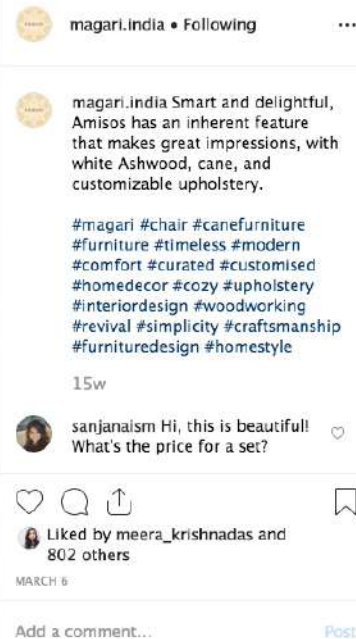 magari.india • Following
magari.india Smart and delightful,
Amisos has an inherent feature
that makes great impressions, with
white Ashwood, cane, and
customizable upholstery.
#magari #chair #canefurniture
#furniture #timeless #modern
#comfort #curated #customised
#homedecor #cozy #upholstery
#interiordesign #woodworking
#revival #simplicity #craftsmanship
#furnituredesign #homestyle
15w
sanjanaism Hi, this is beautiful!
What's the price for a set?
Liked by meera_krishnadas and
802 others
MARCH 6
Add a comment...
Post